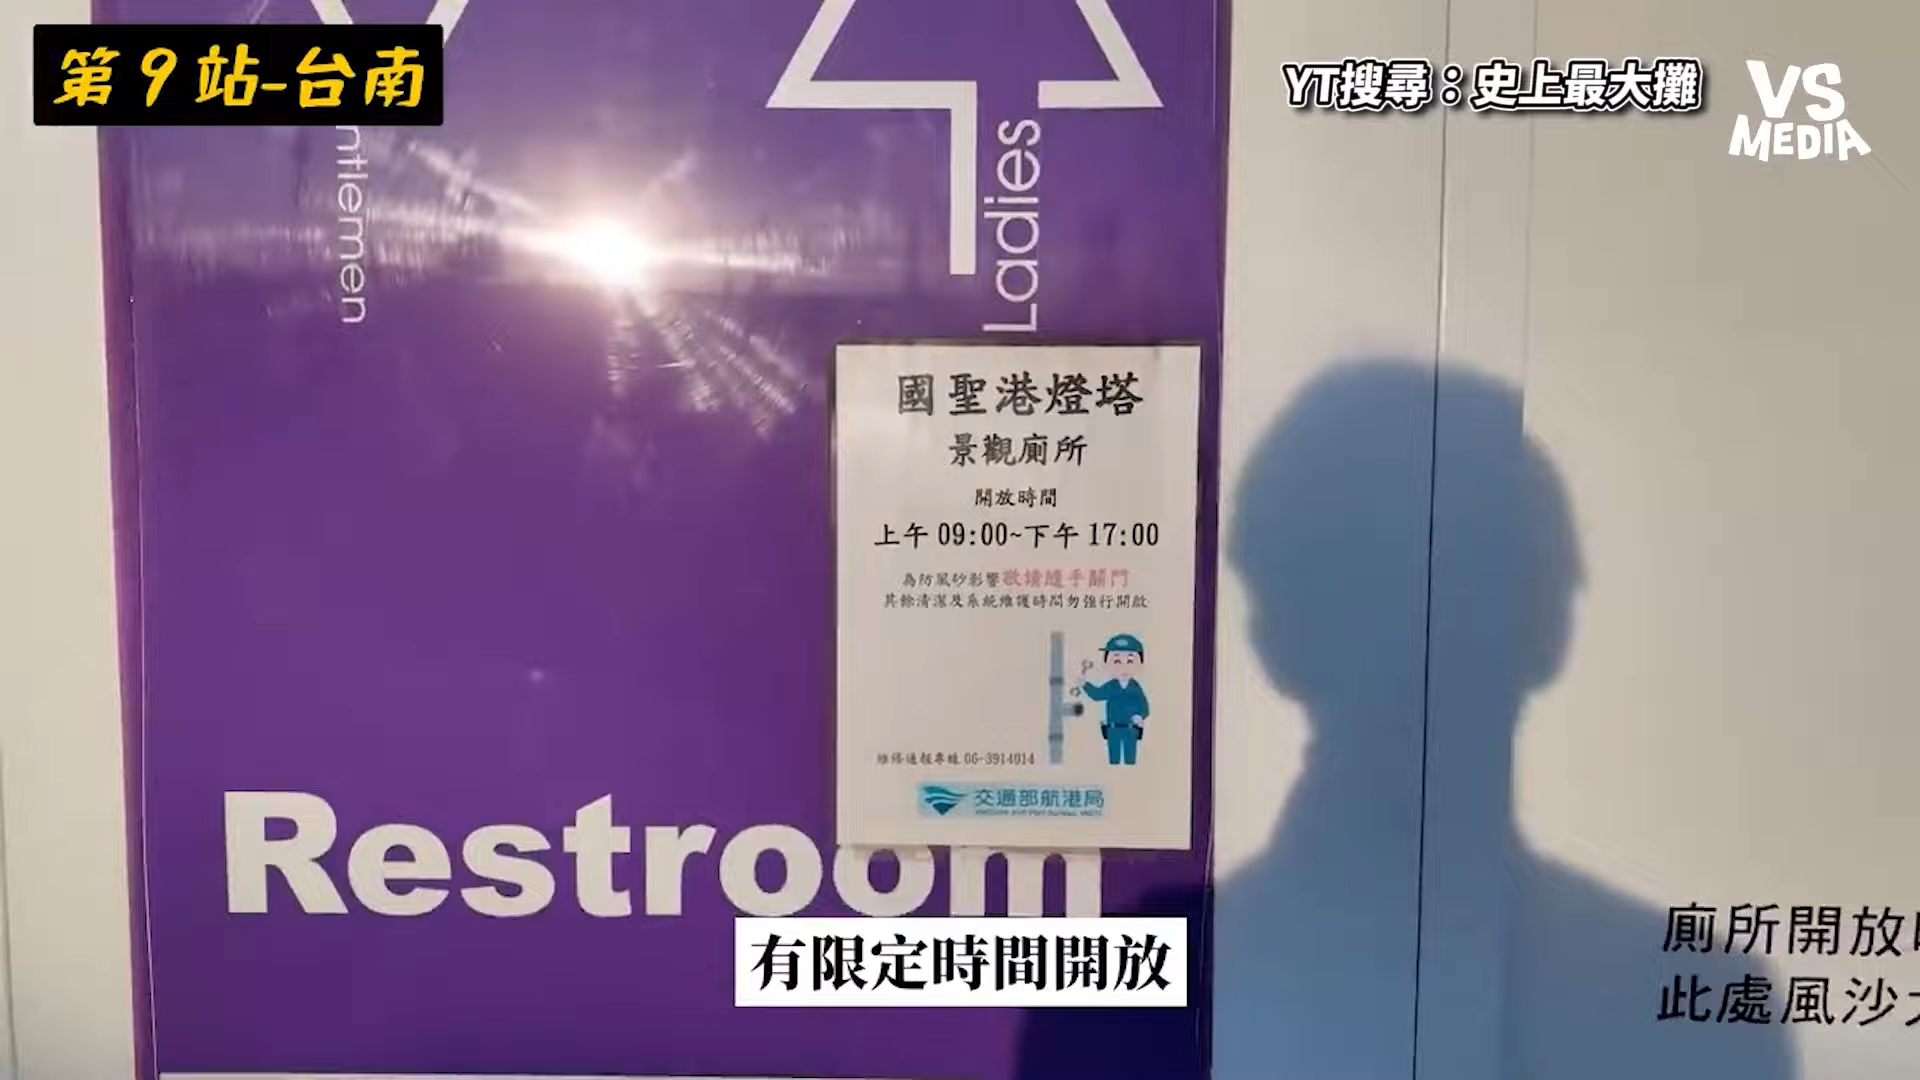 第9站-台南
YT搜尋：史上最大攤
VS
MEDIA
ntlemen
Ladies
國聖港燈塔
景觀廁所
開放時間
上午 09:00~下午 17:00
為防風砂影響敬請隨手關門
其餘清潔及系統維護時間勿強行開啟
維修通報專線 06-3914014
交通部航港局
Restroom
有限定時間開放
廁所開放
此處風沙